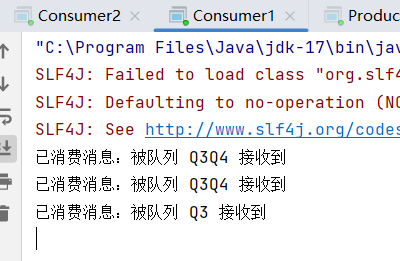 Consumer2
Consumer1
"C:\Program Files\Java\jdk-17\bin\jav
SLF4J: Failed to load class "org.slf4
SLF4J: Defaulting to no-operation (NO
SLF4J: See http://www.slf4j.org/codes
已消费消息：被队列 Q3Q4 接收到
已消费消息：被队列 Q3Q4 接收到
已消费消息：被队列 Q3 接收到